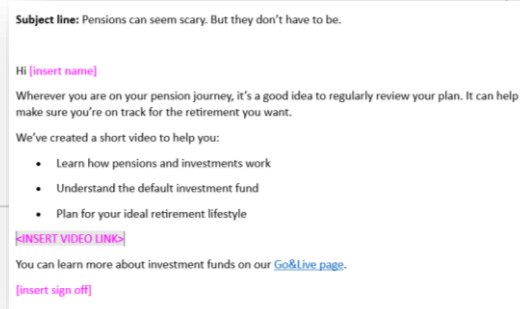 Subject line: Pensions can seem scary. But they don’t have to be.
Hi [insert name]
Wherever you are on your pension journey, it’s a good idea to regularly review your plan. It can help
make sure you’re on track for the retirement you want.
We’ve created a short video to help you:
• Learn how pensions and investments work
• Understand the default investment fund
• Plan for your ideal retirement lifestyle
<INSERT VIDEO LINK>
You can learn more about investment funds on our Go&Live page.
[insert sign off]